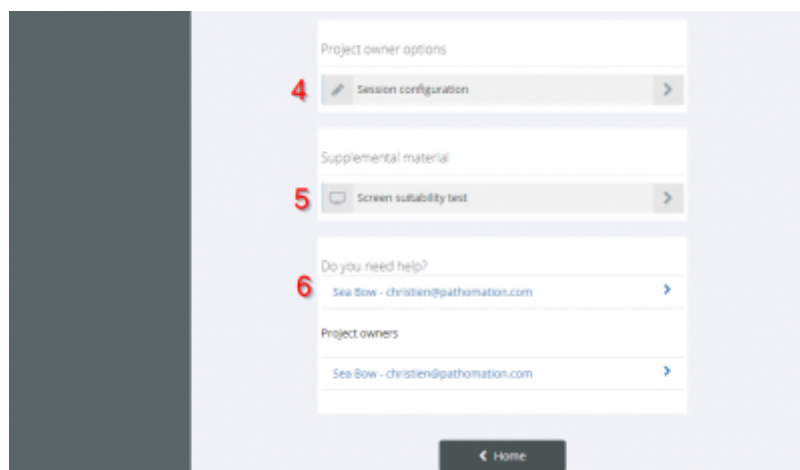 Project owner options
4
Session configuration
Supplemental material
5
Screen suitability test
Do you need help?
6
Sea Bow - christien@pathomation.com
Project owners
Sea Bow - christien@pathomation.com
Home